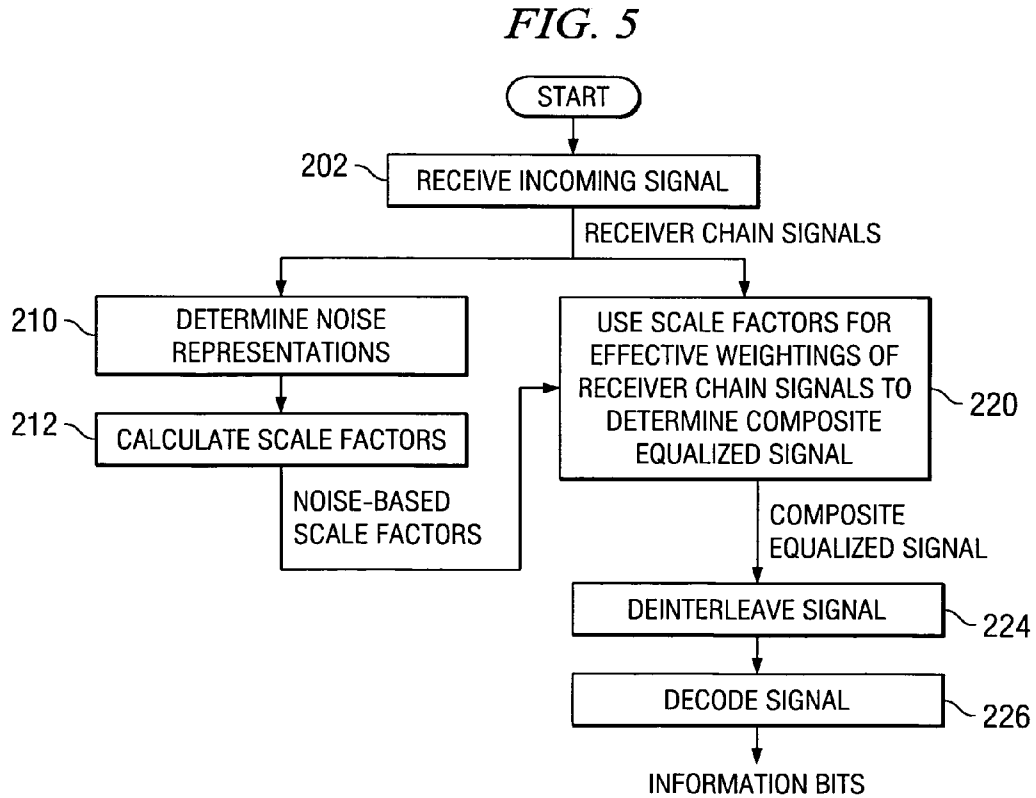 FIG. 5
START
202
RECEIVE INCOMING SIGNAL
RECEIVER CHAIN SIGNALS
210
DETERMINE NOISE
REPRESENTATIONS
212
CALCULATE SCALE FACTORS
NOISE-BASED
SCALE FACTORS
USE SCALE FACTORS FOR
EFFECTIVE WEIGHTINGS OF
RECEIVER CHAIN SIGNALS TO
DETERMINE COMPOSITE
EQUALIZED SIGNAL
220
COMPOSITE
EQUALIZED SIGNAL
DEINTERLEAVE SIGNAL
224
DECODE SIGNAL
226
INFORMATION BITS